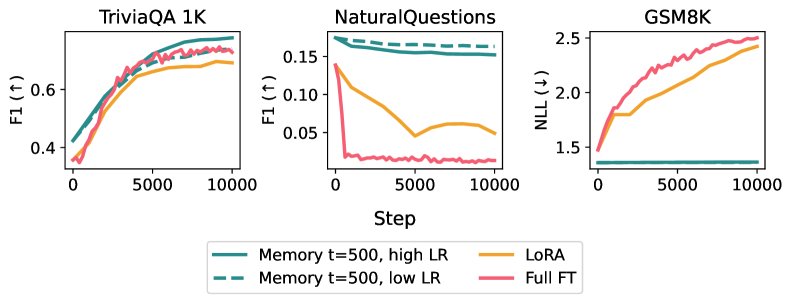 TriviaQA 1K
NaturalQuestions
GSM8K
F1 (↑)
0.6
0.4
0
5000
10000
F1 (↑)
0.15
0.10
0.05
0
5000
10000
NLL (↓)
2.5
2.0
1.5
0
5000
10000
Step
Memory t=500, high LR
Memory t=500, low LR
LoRA
Full FT